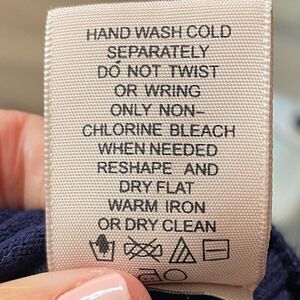 HAND WASH COLD
SEPARATELY
DO NOT TWIST
OR WRING
ONLY NON-
CHLORINE BLEACH
WHEN NEEDED
RESHAPE AND
DRY FLAT
WARM IRON
OR DRY CLEAN